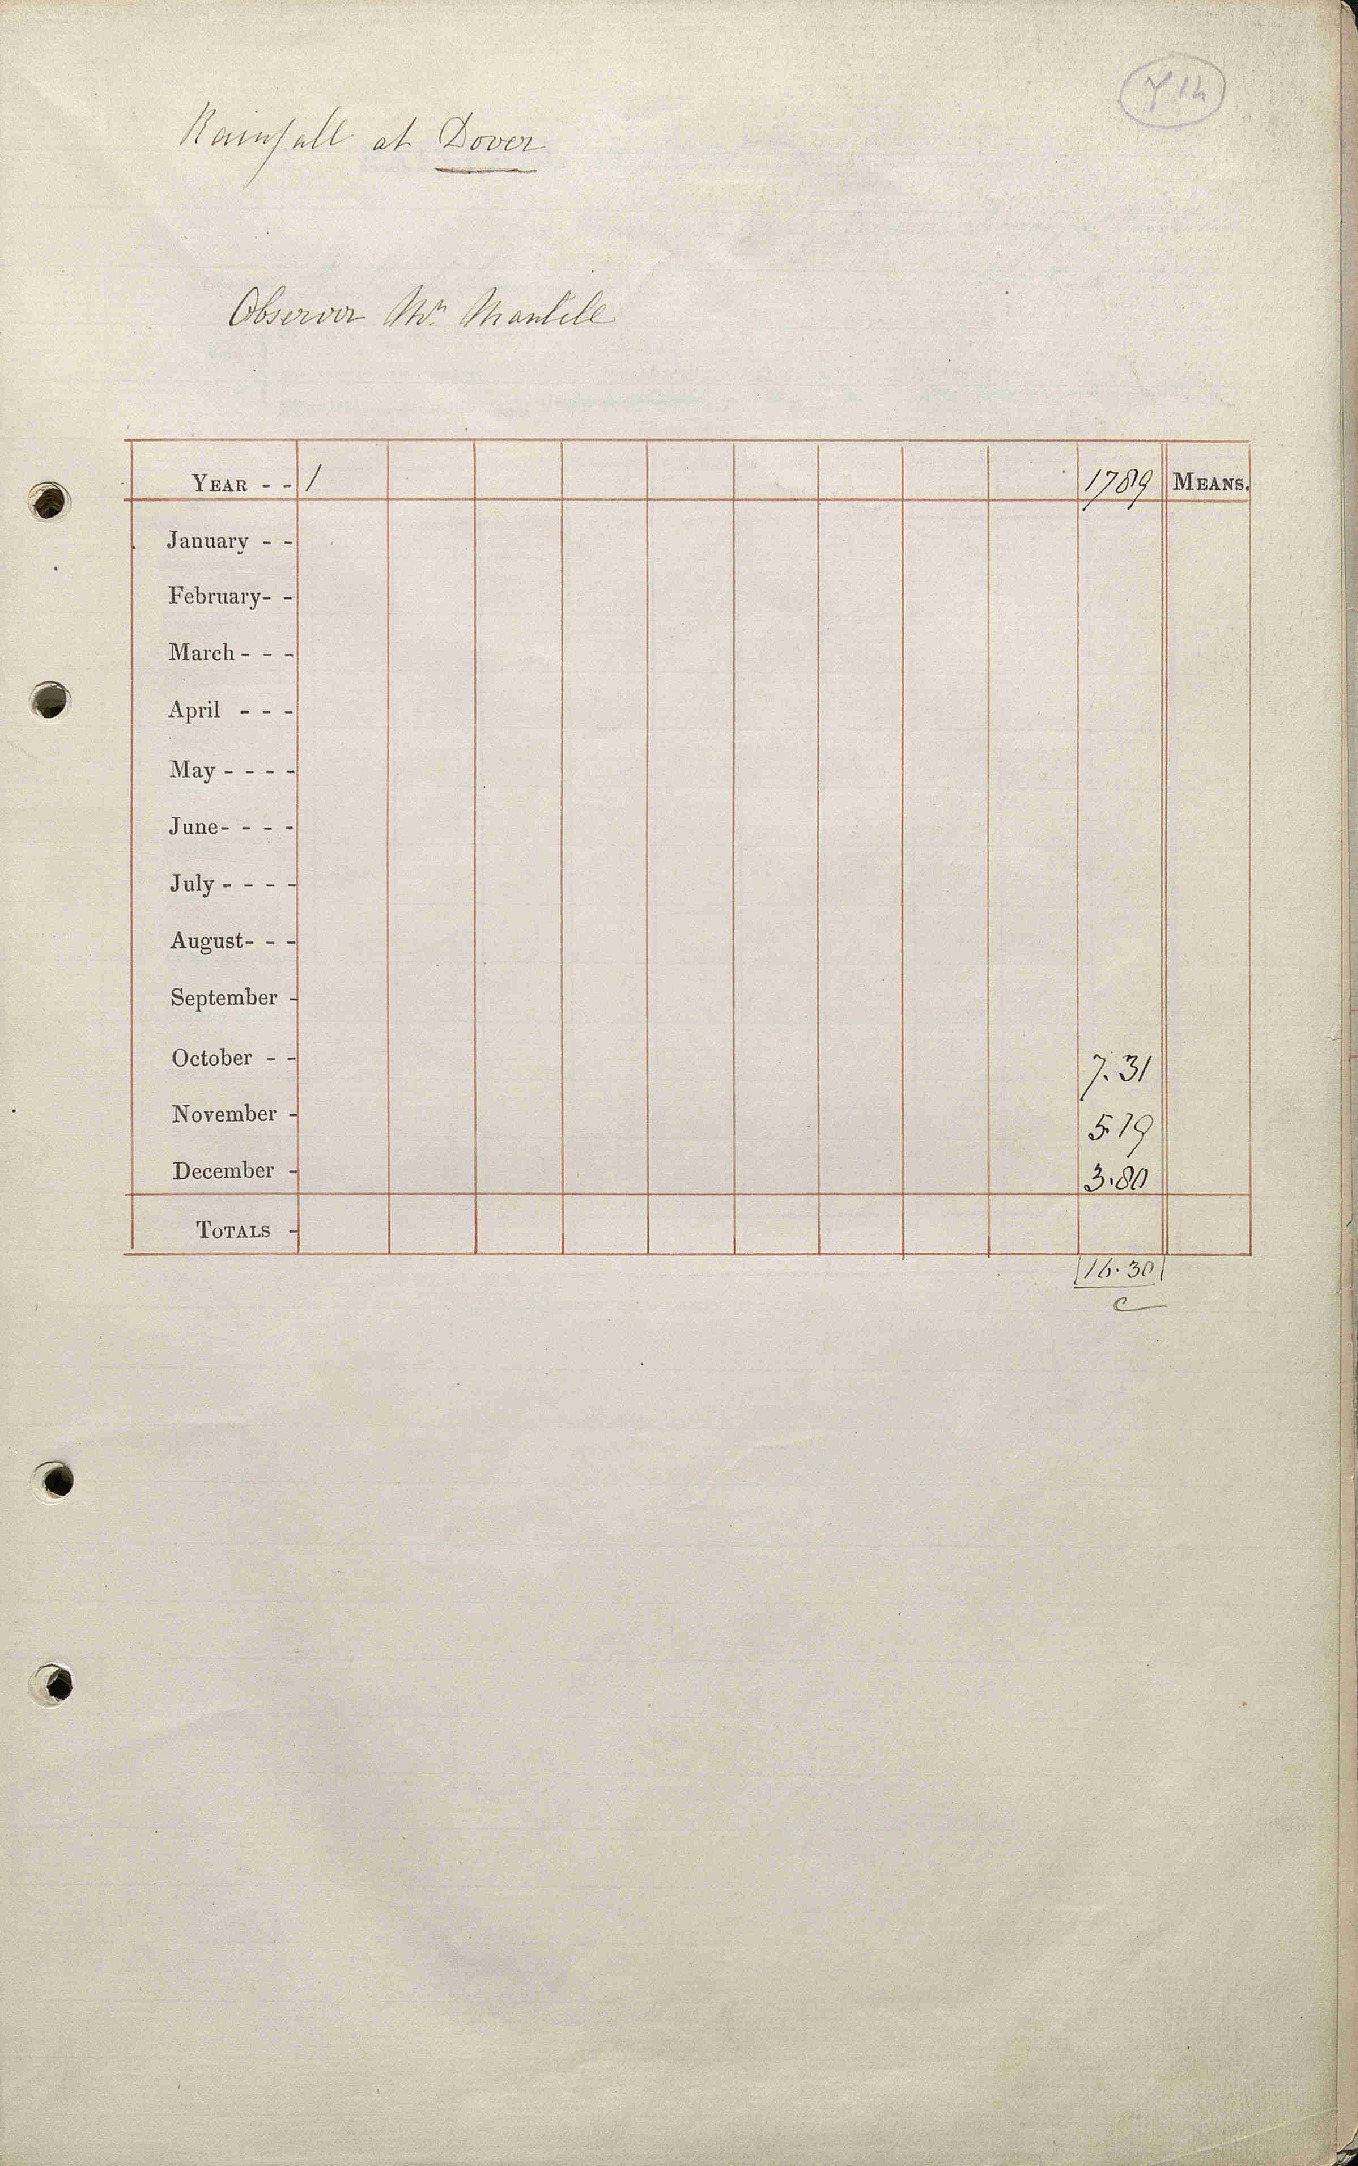 Rainfall at Dover
Observer Mr. Mantell
YEAR - - 1 1789 MEANS.
January - -
February- -
March - - -
April - - -
May - - - -
June- - - -
July - - - -
August- - -
September -
October - - 7.31
November - 5.19
December - 3.80
TOTALS -
16.30
c